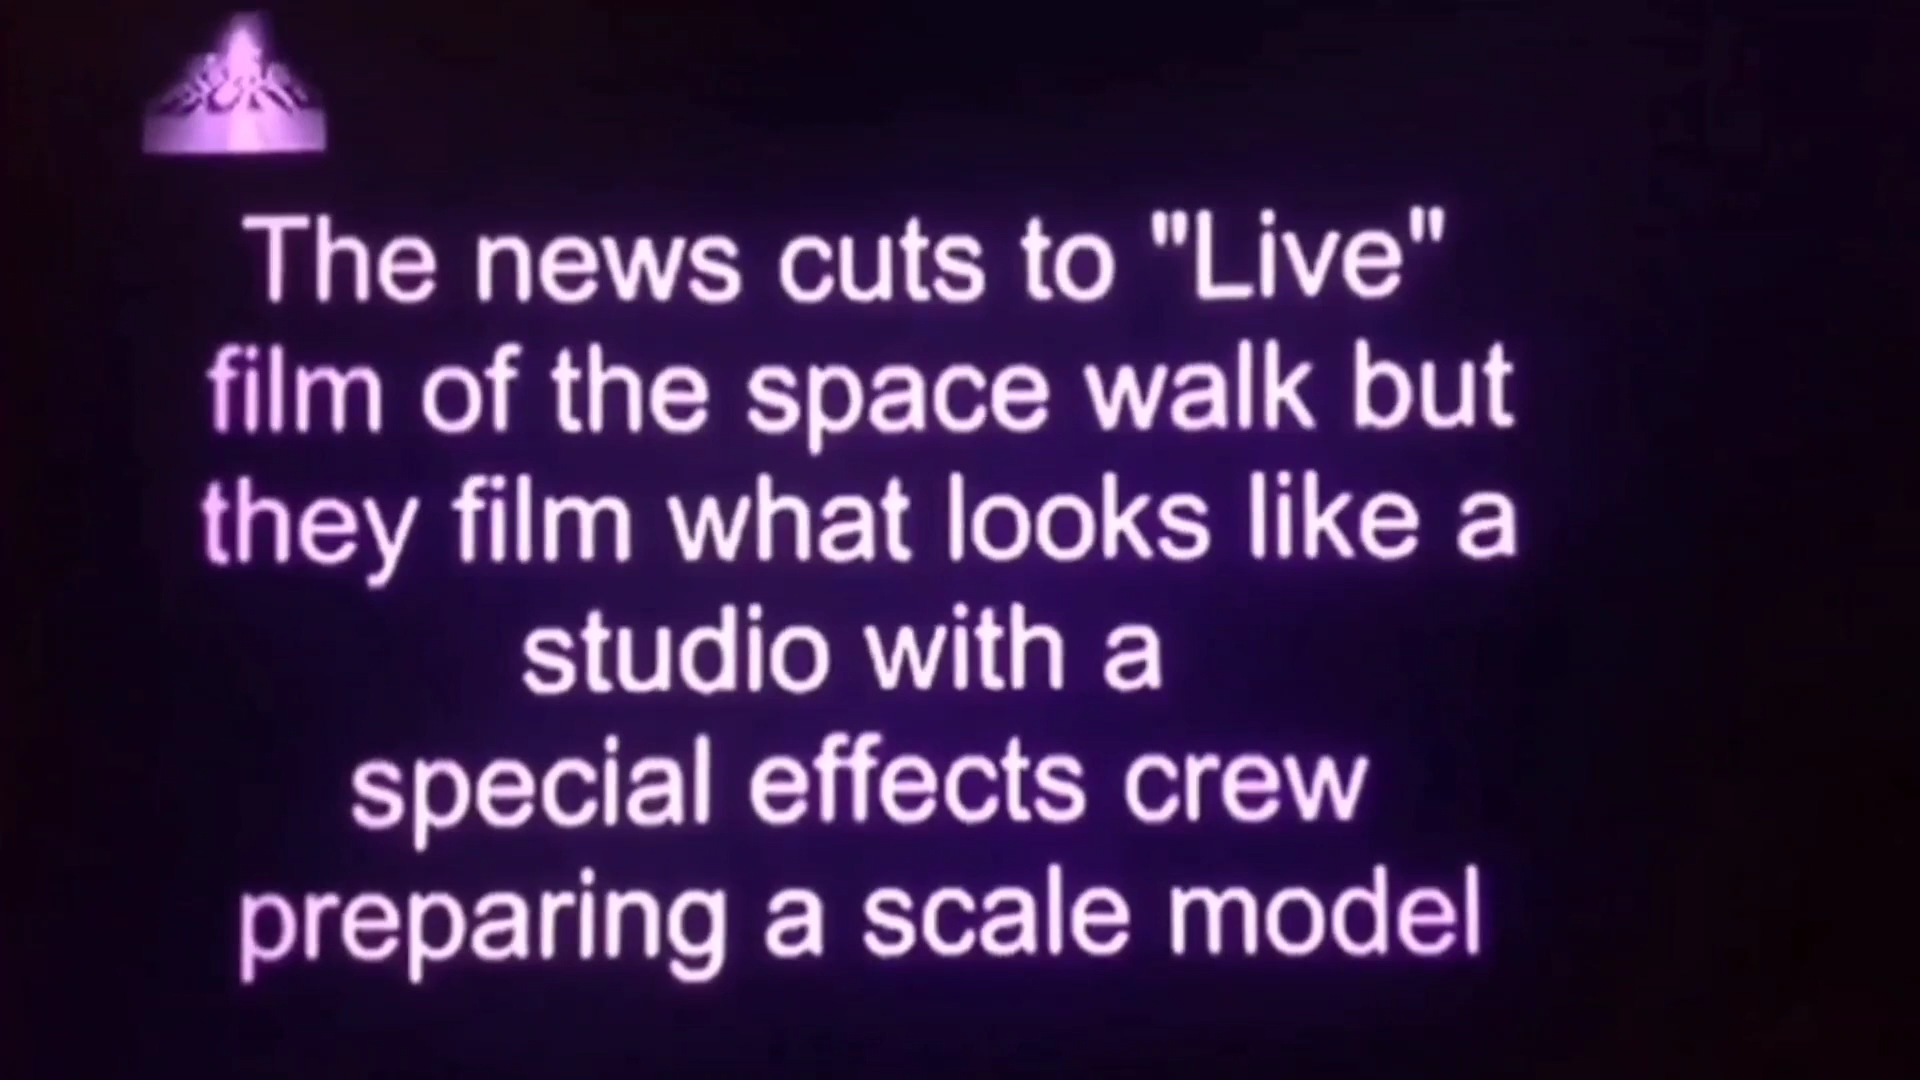 The news cuts to "Live"
film of the space walk but
they film what looks like a
studio with a
special effects crew
preparing a scale model